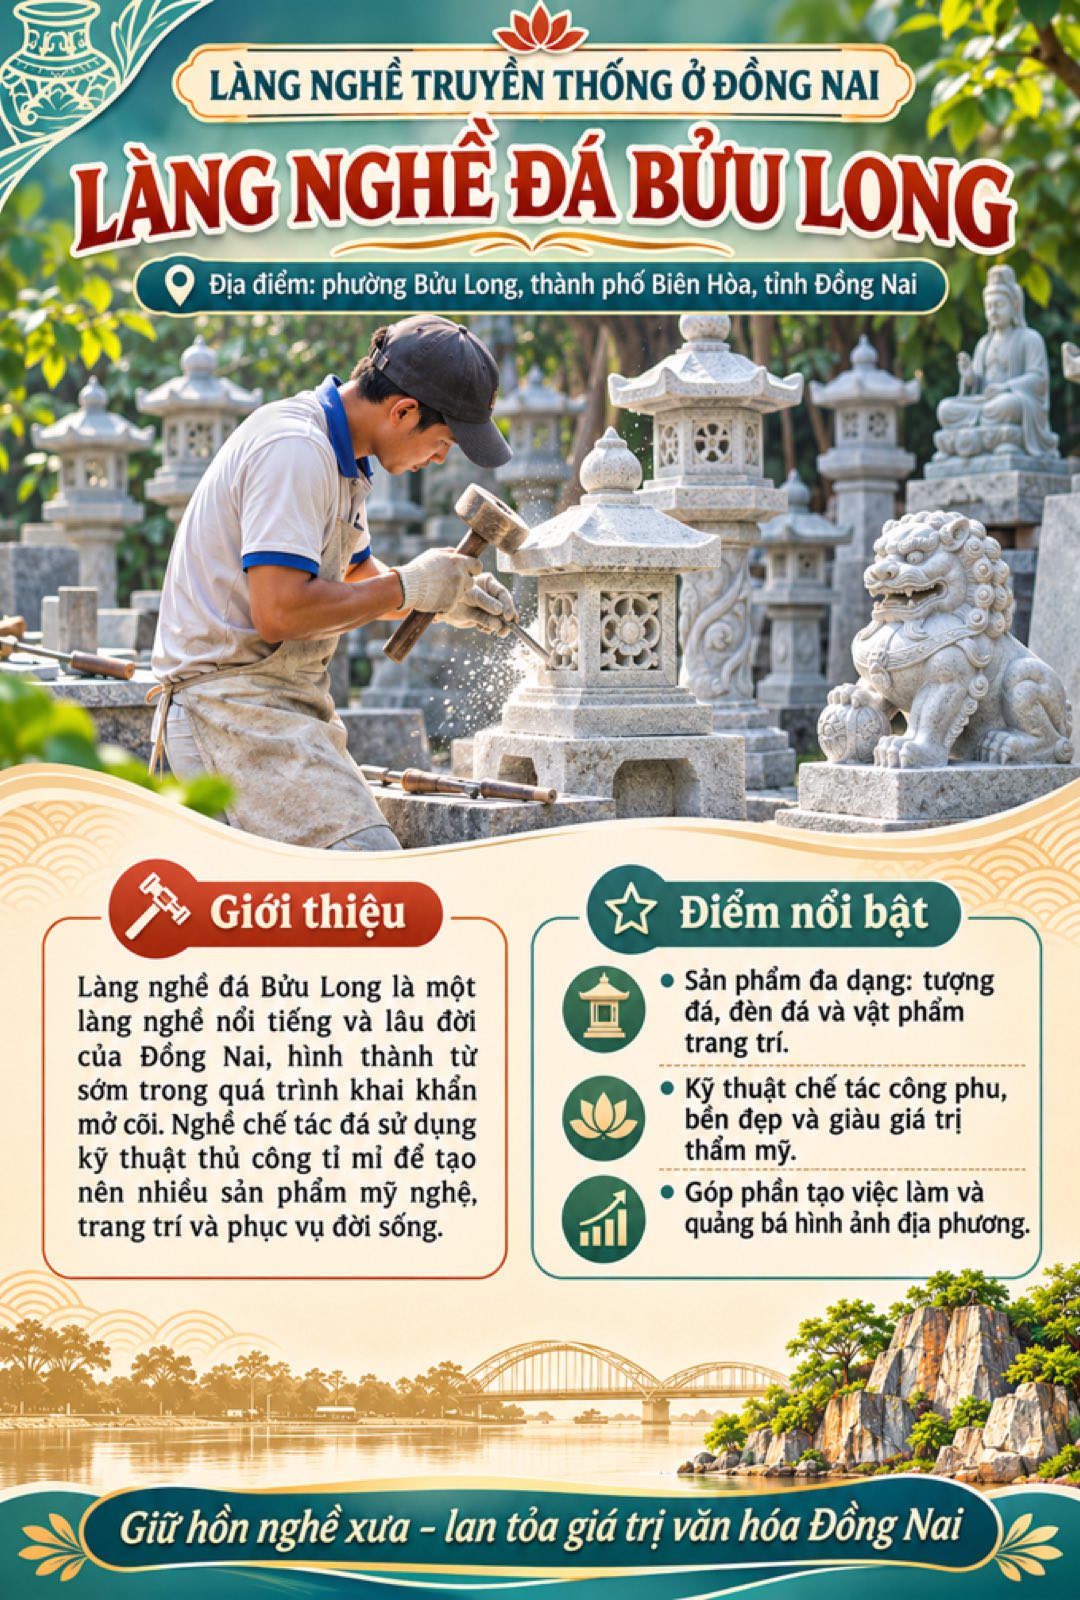 LÀNG NGHỀ TRUYỀN THỐNG Ở ĐỒNG NAI
LÀNG NGHỀ ĐÁ BỬU LONG
Địa điểm: phường Bửu Long, thành phố Biên Hòa, tỉnh Đồng Nai
Giới thiệu
Làng nghề đá Bửu Long là một
làng nghề nổi tiếng và lâu đời
của Đồng Nai, hình thành từ
sớm trong quá trình khai khẩn
mở cõi. Nghề chế tác đá sử dụng
kỹ thuật thủ công tỉ mỉ để tạo
nên nhiều sản phẩm mỹ nghệ,
trang trí và phục vụ đời sống.
Điểm nổi bật
• Sản phẩm đa dạng: tượng
đá, đèn đá và vật phẩm
trang trí.
• Kỹ thuật chế tác công phu,
bền đẹp và giàu giá trị
thẩm mỹ.
• Góp phần tạo việc làm và
quảng bá hình ảnh địa phương.
Giữ hồn nghề xưa – lan tỏa giá trị văn hóa Đồng Nai